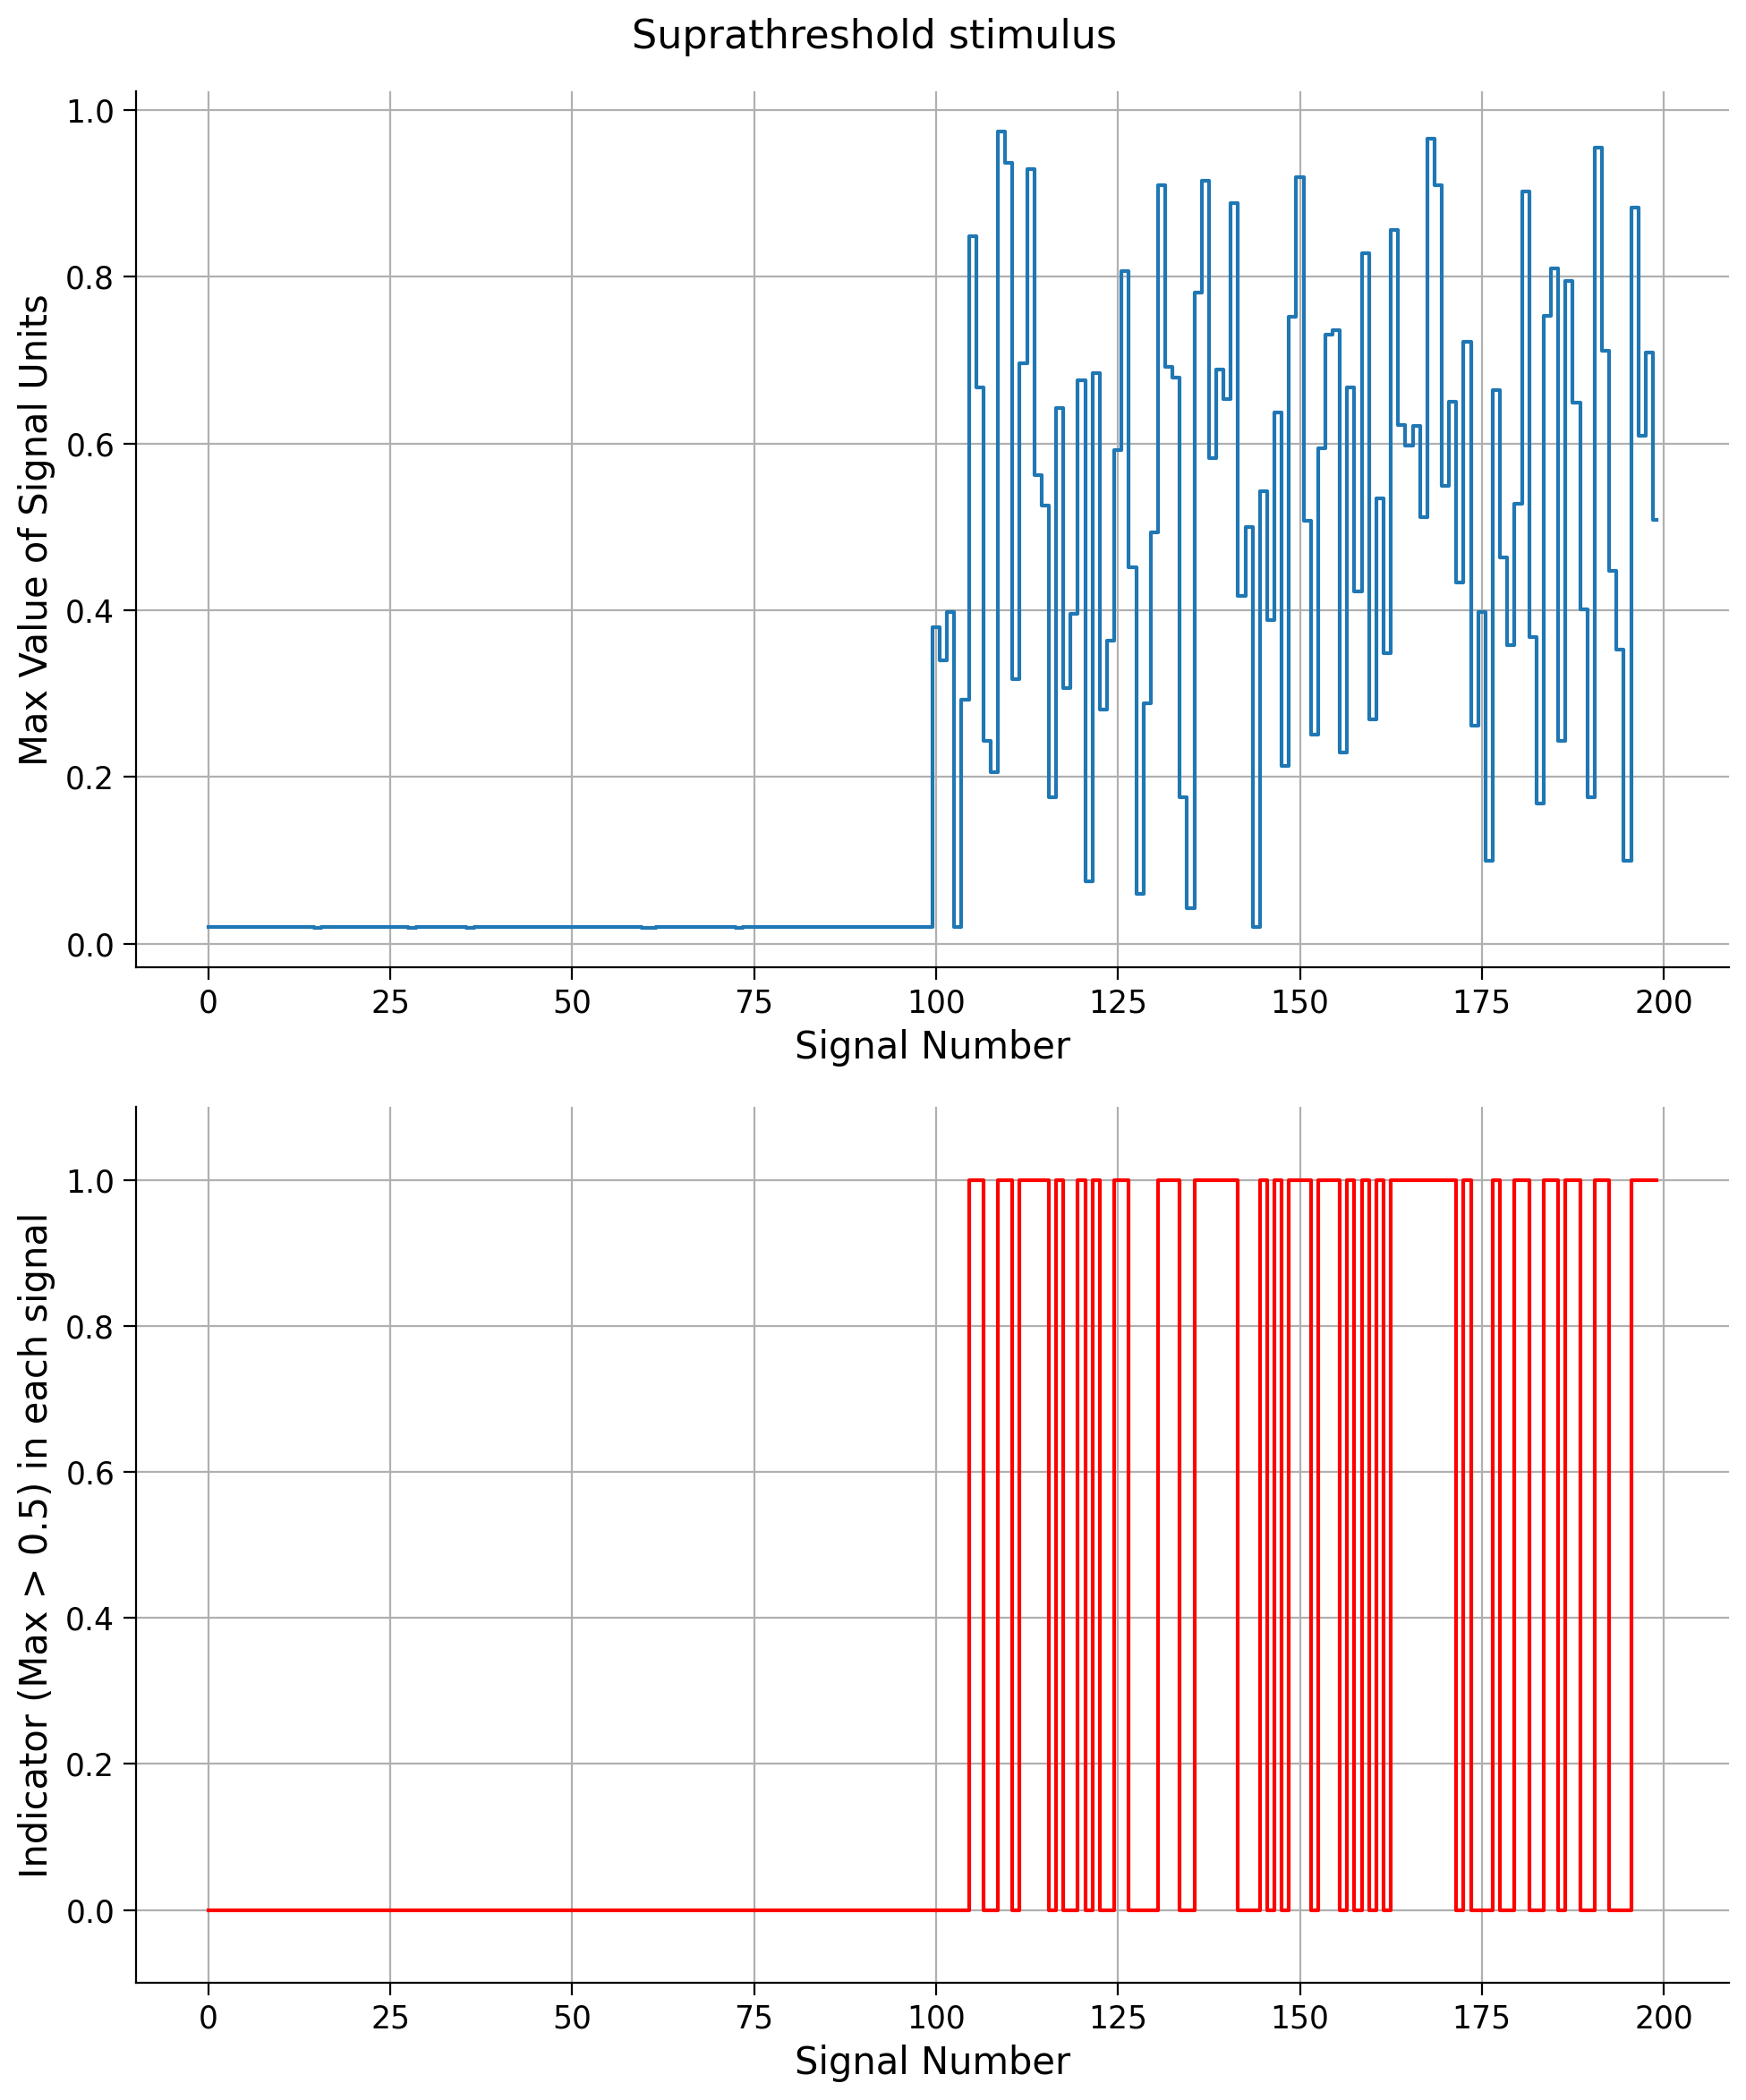 Suprathreshold stimulus
Max Value of Signal Units
1.0
0.8
0.6
0.4
0.2
0.0
0 25 50 75 100 125 150 175 200
Signal Number
Indicator (Max > 0.5) in each signal
1.0
0.8
0.6
0.4
0.2
0.0
0 25 50 75 100 125 150 175 200
Signal Number